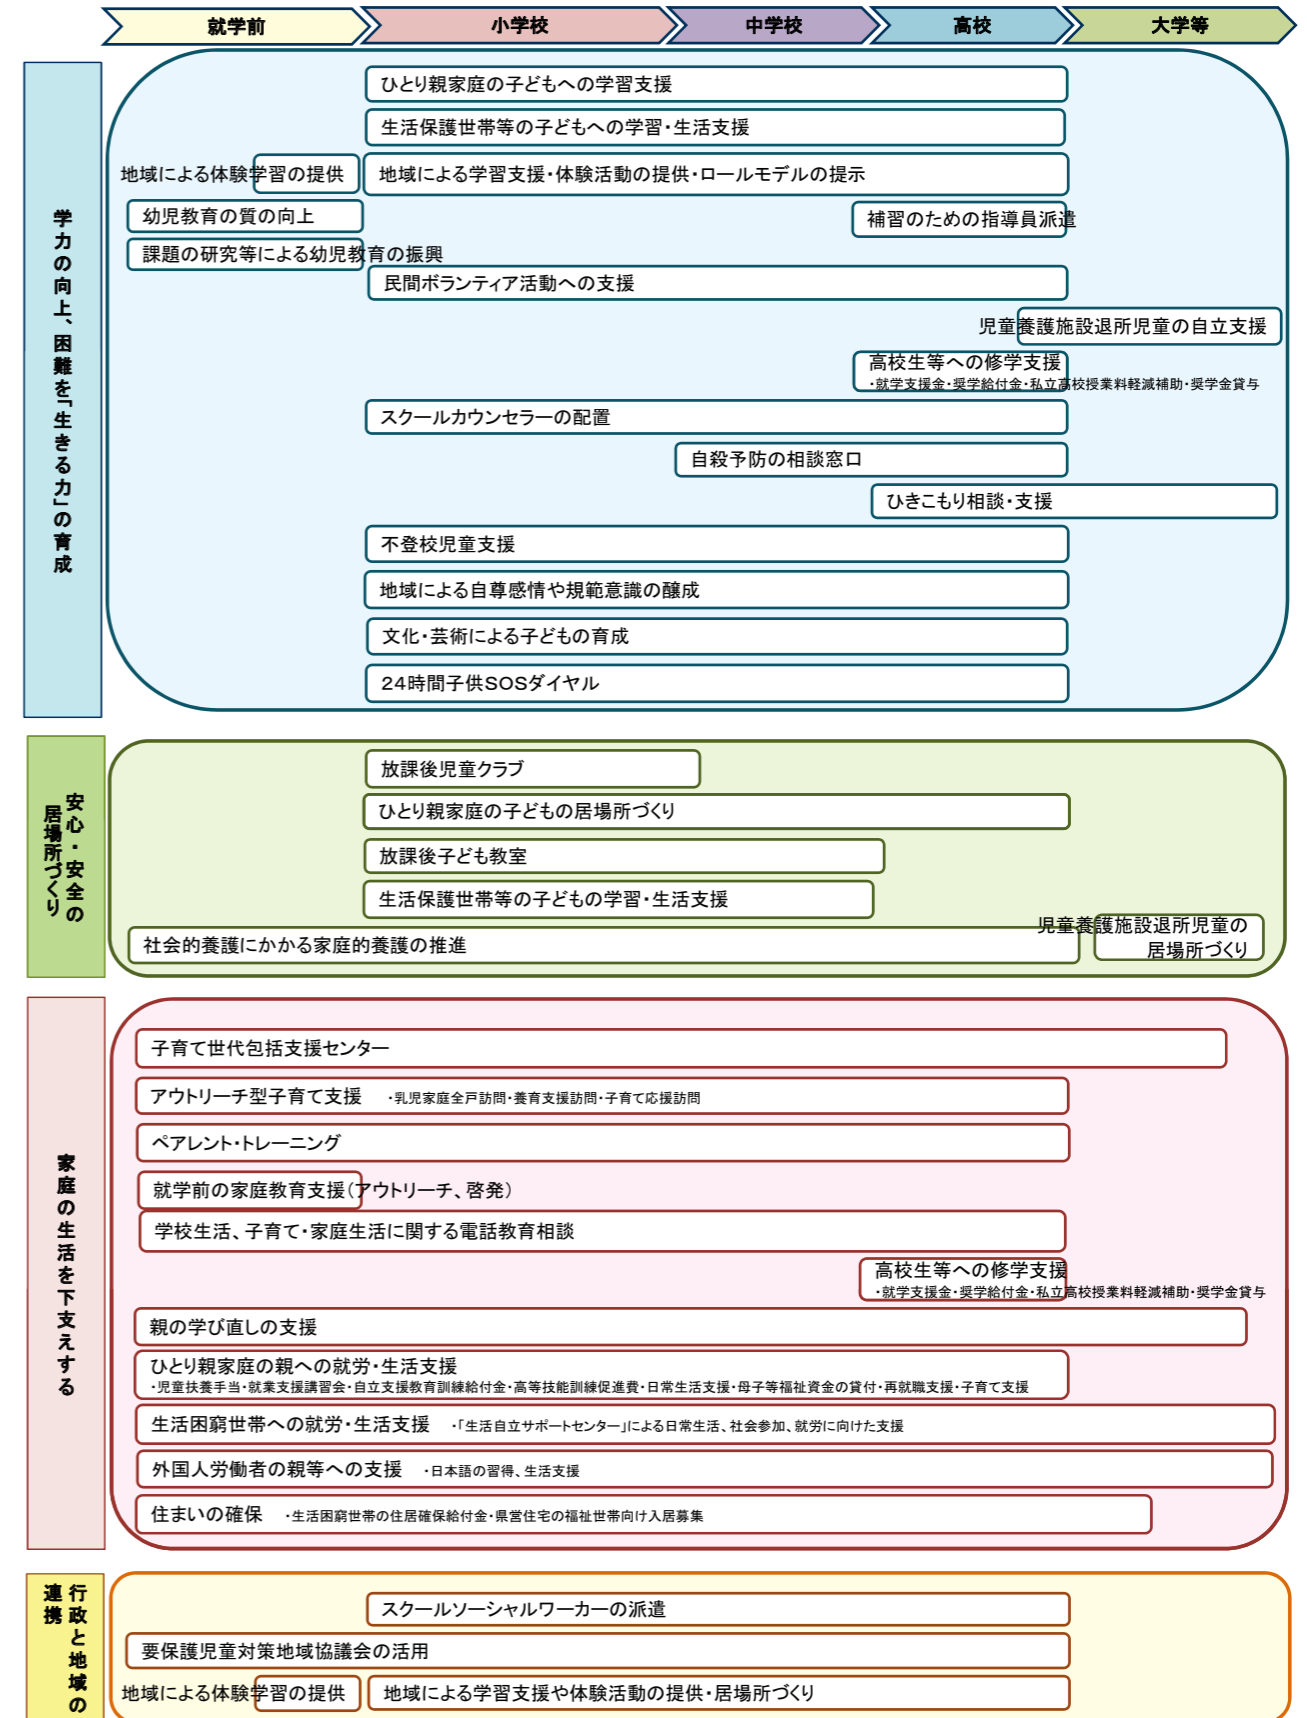 就学前
小学校
中学校
高校
大学等
学力の向上、困難を「生きる力」の育成
ひとり親家庭の子どもへの学習支援
生活保護世帯等の子どもへの学習・生活支援
地域による体験学習の提供
地域による学習支援・体験活動の提供・ロールモデルの提示
幼児教育の質の向上
補習のための指導員派遣
課題の研究等による幼児教育の振興
民間ボランティア活動への支援
児童養護施設退所児童の自立支援
高校生等への修学支援
・就学支援金・奨学給付金・私立高校授業料軽減補助・奨学金貸与
スクールカウンセラーの配置
自殺予防の相談窓口
ひきこもり相談・支援
不登校児童支援
地域による自尊感情や規範意識の醸成
文化・芸術による子どもの育成
24時間子供SOSダイヤル
安心・安全の
居場所づくり
放課後児童クラブ
ひとり親家庭の子どもの居場所づくり
放課後子ども教室
生活保護世帯等の子どもの学習・生活支援
社会的養護にかかる家庭的養護の推進
児童養護施設退所児童の
居場所づくり
家庭の生活を下支えする
子育て世代包括支援センター
アウトリーチ型子育て支援 ・乳児家庭全戸訪問・養育支援訪問・子育て応援訪問
ペアレント・トレーニング
就学前の家庭教育支援(アウトリーチ、啓発)
学校生活、子育て・家庭生活に関する電話教育相談
高校生等への修学支援
・就学支援金・奨学給付金・私立高校授業料軽減補助・奨学金貸与
親の学び直しの支援
ひとり親家庭の親への就労・生活支援
・児童扶養手当・就業支援講習会・自立支援教育訓練給付金・高等技能訓練促進費・日常生活支援・母子等福祉資金の貸付・再就職支援・子育て支援
生活困窮世帯への就労・生活支援 ・「生活自立サポートセンター」による日常生活、社会参加、就労に向けた支援
外国人労働者の親等への支援 ・日本語の習得、生活支援
住まいの確保 ・生活困窮世帯の住居確保給付金・県営住宅の福祉世帯向け入居募集
行政と地域の
連携
スクールソーシャルワーカーの派遣
要保護児童対策地域協議会の活用
地域による体験学習の提供
地域による学習支援や体験活動の提供・居場所づくり